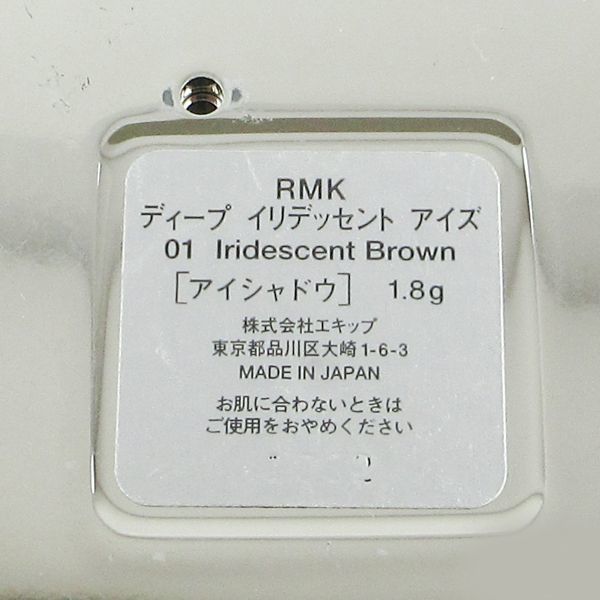 RMK
ディープ イリデッセント アイズ
01 Iridescent Brown
[アイシャドウ] 1.8g
株式会社エキップ
東京都品川区大崎1-6-3
MADE IN JAPAN
お肌に合わないときは
ご使用をおやめください